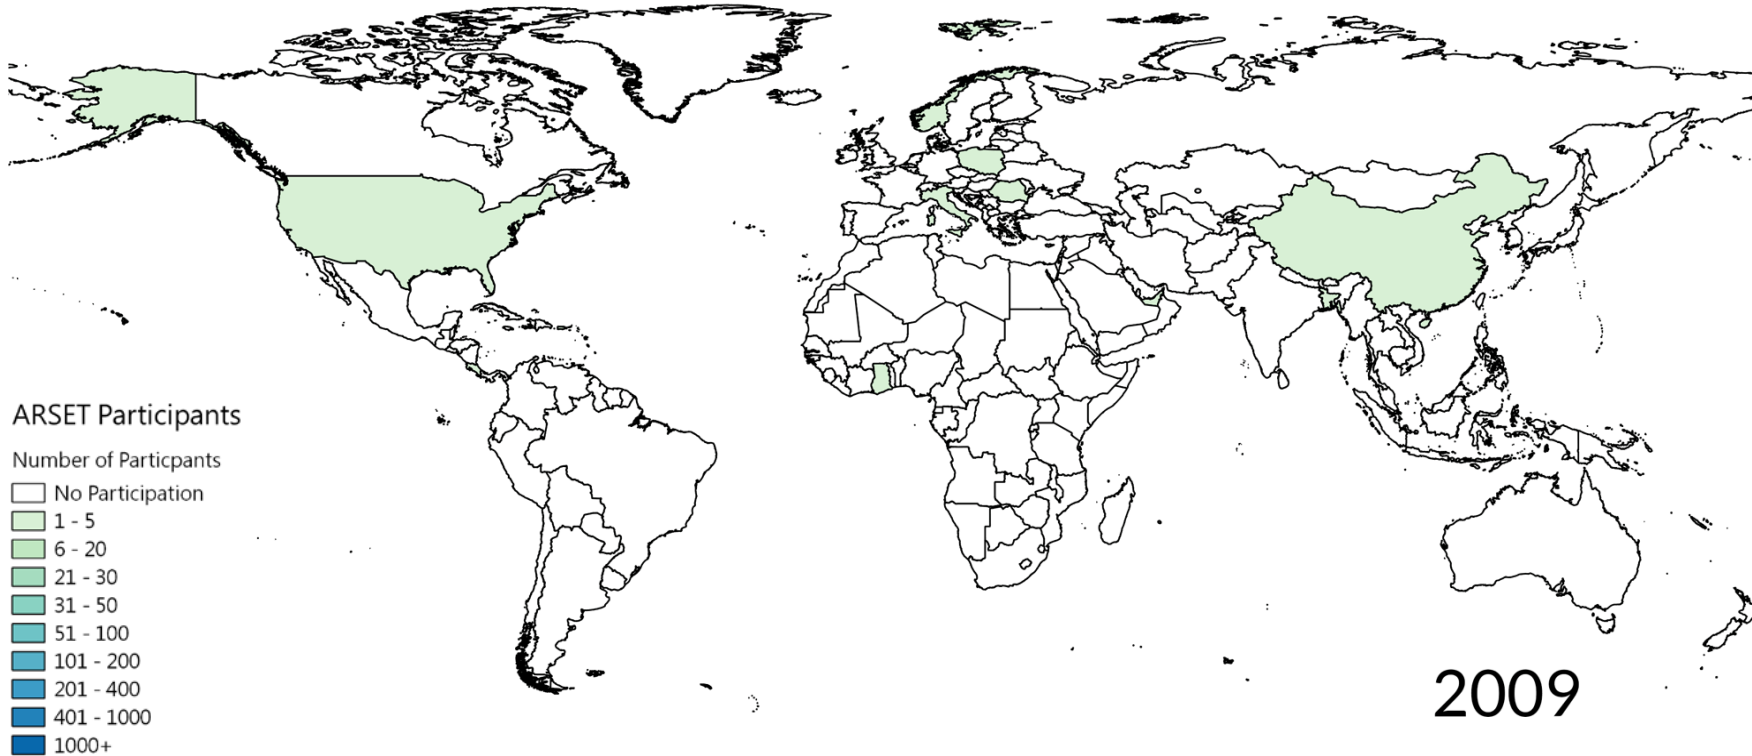 ARSET Participants
Number of Particpants
No Participation
1 - 5
6 - 20
21 - 30
31 - 50
51 - 100
101 - 200
201 - 400
401 - 1000
1000+
2009